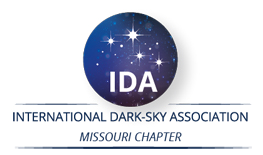 IDA
INTERNATIONAL DARK-SKY ASSOCIATION
MISSOURI CHAPTER